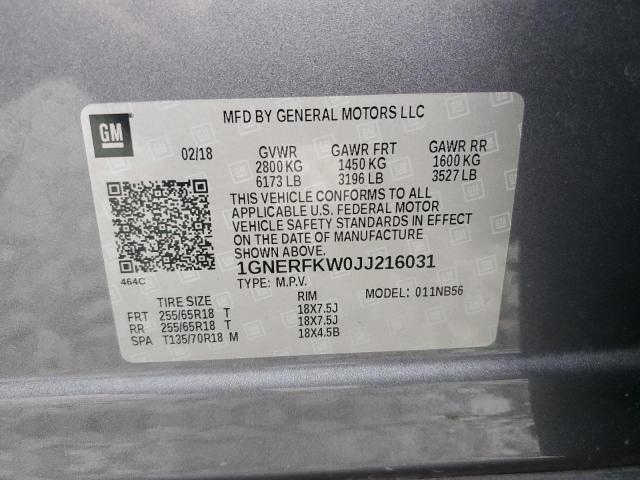 GM
MFD BY GENERAL MOTORS LLC
02/18 GVWR GAWR FRT GAWR RR
2800 KG 1450 KG 1600 KG
6173 LB 3196 LB 3527 LB
THIS VEHICLE CONFORMS TO ALL
APPLICABLE U.S. FEDERAL MOTOR
VEHICLE SAFETY STANDARDS IN EFFECT
ON THE DATE OF MANUFACTURE
SHOWN ABOVE.
464C
1GNERFKW0JJ216031
TYPE: M.P.V. MODEL: 011NB56
TIRE SIZE RIM
FRT 255/65R18 T 18X7.5J
RR 255/65R18 T 18X7.5J
SPA T135/70R18 M 18X4.5B